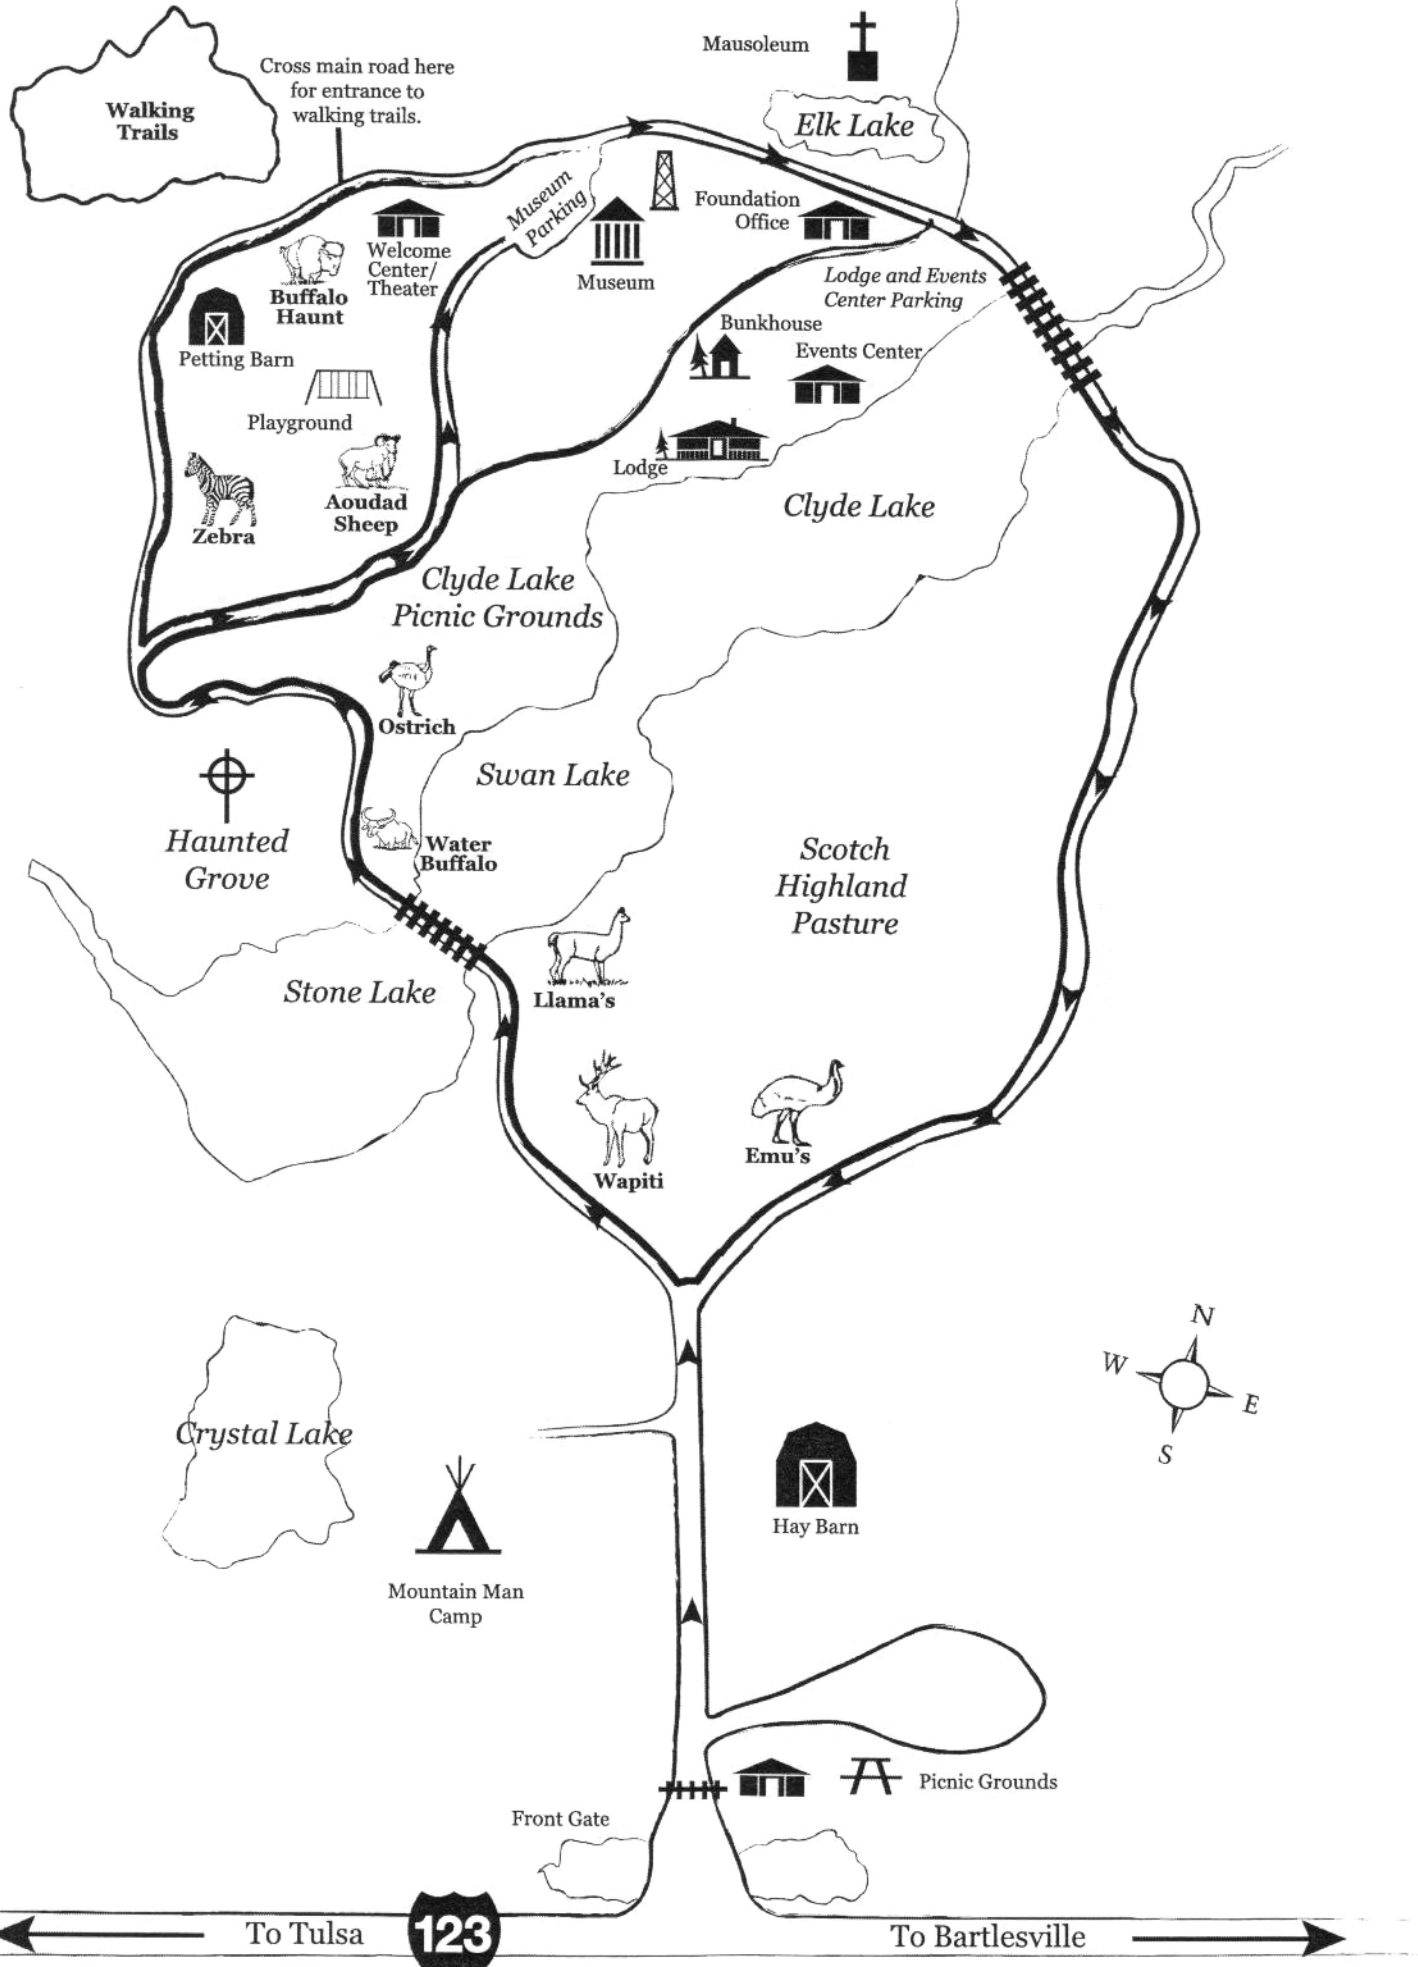 Mausoleum
Cross main road here
for entrance to
walking trails.
Walking
Trails
Elk Lake
Museum
Parking
Foundation
Office
Welcome
Center/
Theater
Museum
Buffalo
Haunt
Lodge and Events
Center Parking
Petting Barn
Bunkhouse
Events Center
Playground
Lodge
Aoudad
Sheep
Zebra
Clyde Lake
Clyde Lake
Picnic Grounds
Ostrich
Swan Lake
Haunted
Grove
Water
Buffalo
Scotch
Highland
Pasture
Stone Lake
Llama's
Wapiti
Emu's
N
W
E
S
Crystal Lake
Hay Barn
Mountain Man
Camp
Picnic Grounds
Front Gate
To Tulsa
123
To Bartlesville